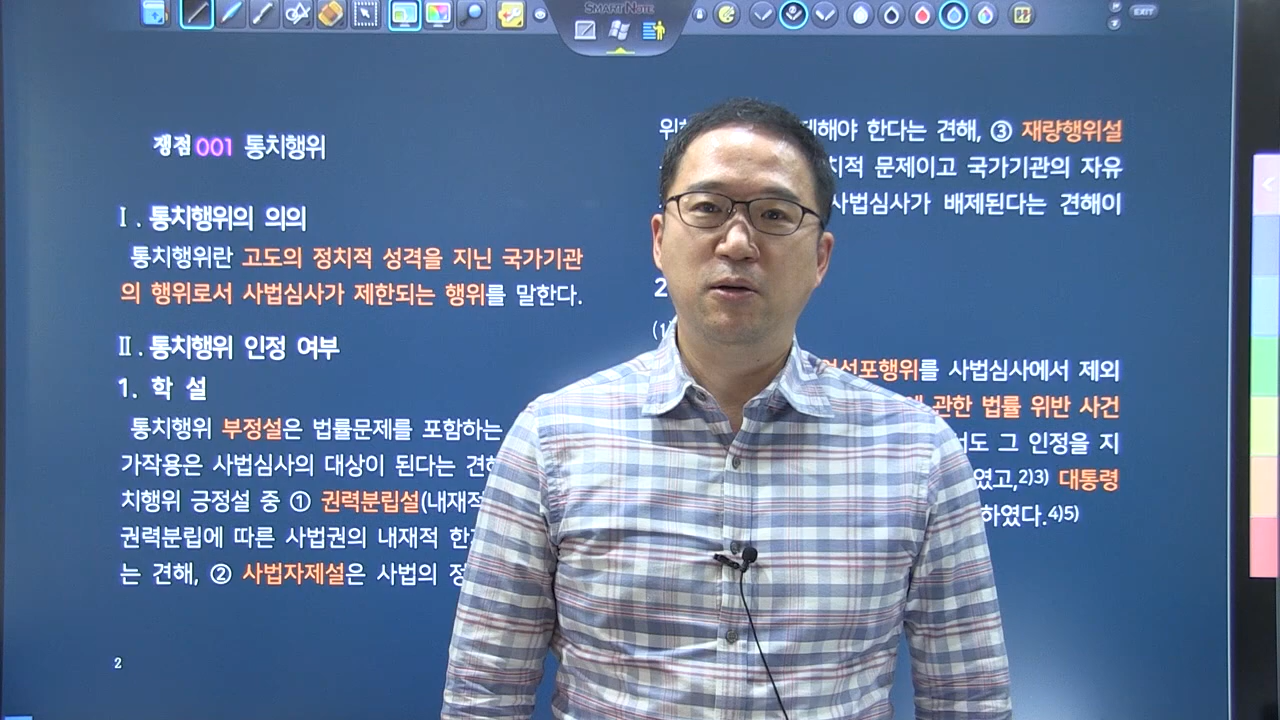 SMARTNOTE
EXIT
쟁점 001 통치행위
Ⅰ. 통치행위의 의의
통치행위란 고도의 정치적 성격을 지닌 국가기관
의 행위로서 사법심사가 제한되는 행위를 말한다.
Ⅱ. 통치행위 인정 여부
1. 학 설
통치행위 부정설은 법률문제를 포함하는
가작용은 사법심사의 대상이 된다는
치행위 긍정설 중 ① 권력분립설(내재적
권력분립에 따른 사법권의 내재적
는 견해, ② 사법자제설은 사법의
2
해야 한다는 견해, ③ 재량행위설
문제이고 국가기관의 자유
사법심사가 배제된다는 견해이
2
(1
선포행위를 사법심사에서 제외
관한 법률 위반 사건
도 그 인정을 지
였고,2)3) 대통령
하였다.4)5)